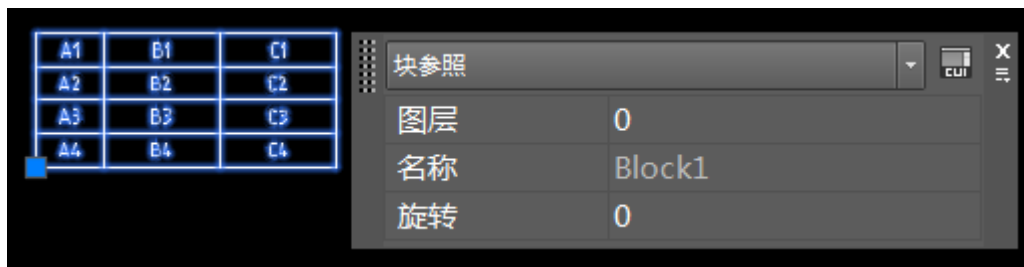 A1 B1 C1
A2 B2 C2
A3 B3 C3
A4 B4 C4
块参照
CUI
图层 0
名称 Block1
旋转 0